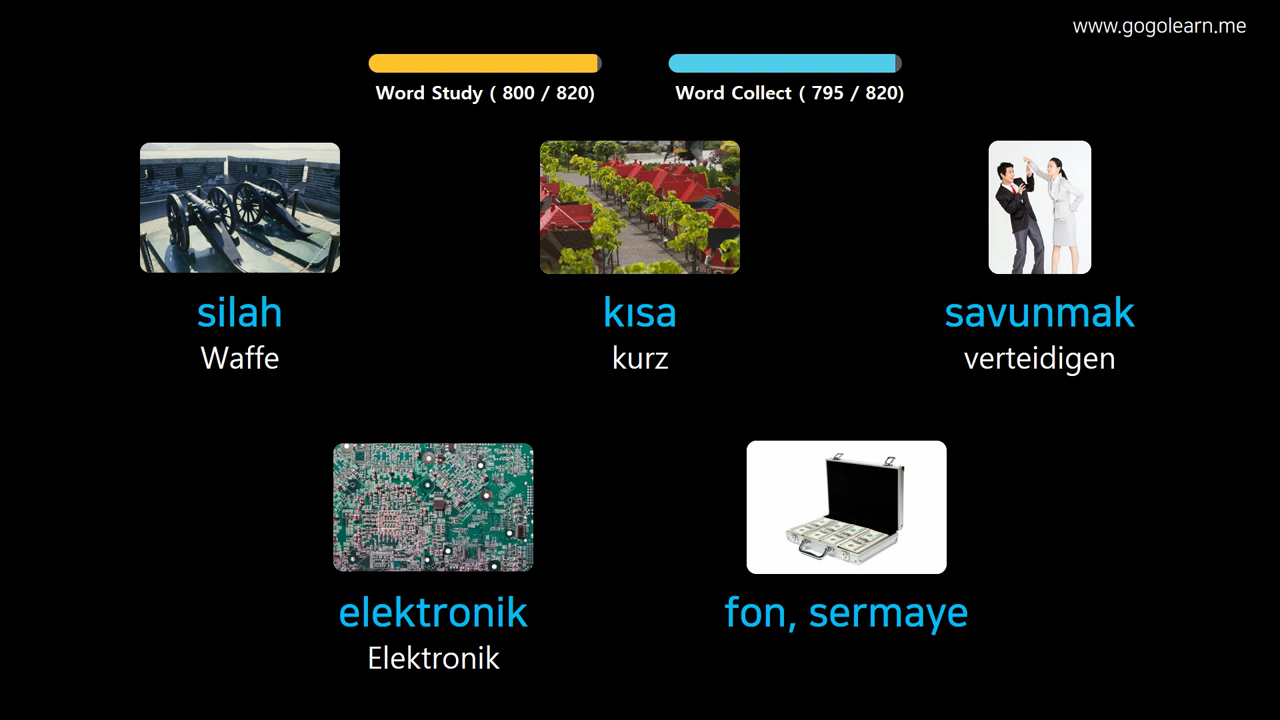 www.gogolearn.me
Word Study ( 800 / 820)
Word Collect ( 795 / 820)
silah
Waffe
kısa
kurz
savunmak
verteidigen
elektronik
Elektronik
fon, sermaye